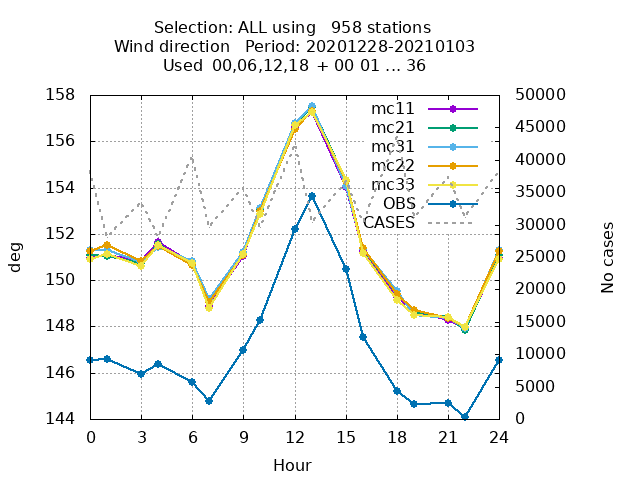 Selection: ALL using   958 stations
Wind direction   Period: 20201228-20210103
Used  00,06,12,18  + 00 01 ... 36
158 50000
mc11
156 45000
mc21
mc31 40000
mc22
154 35000
mc33
OBS
152 30000
CASES
deg
No cases
150 25000
20000
148 15000
146 10000
5000
144 0
0 3 6 9 12 15 18 21 24
Hour